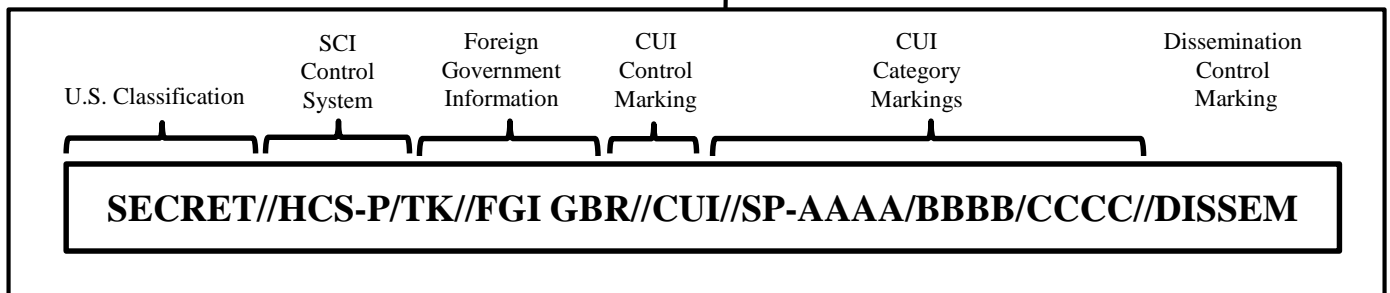 U.S. Classification
SCI
Control
System
Foreign
Government
Information
CUI
Control
Marking
CUI
Category
Markings
Dissemination
Control
Marking
SECRET//HCS-P/TK//FGI GBR//CUI//SP-AAAA/BBBB/CCCC//DISSEM